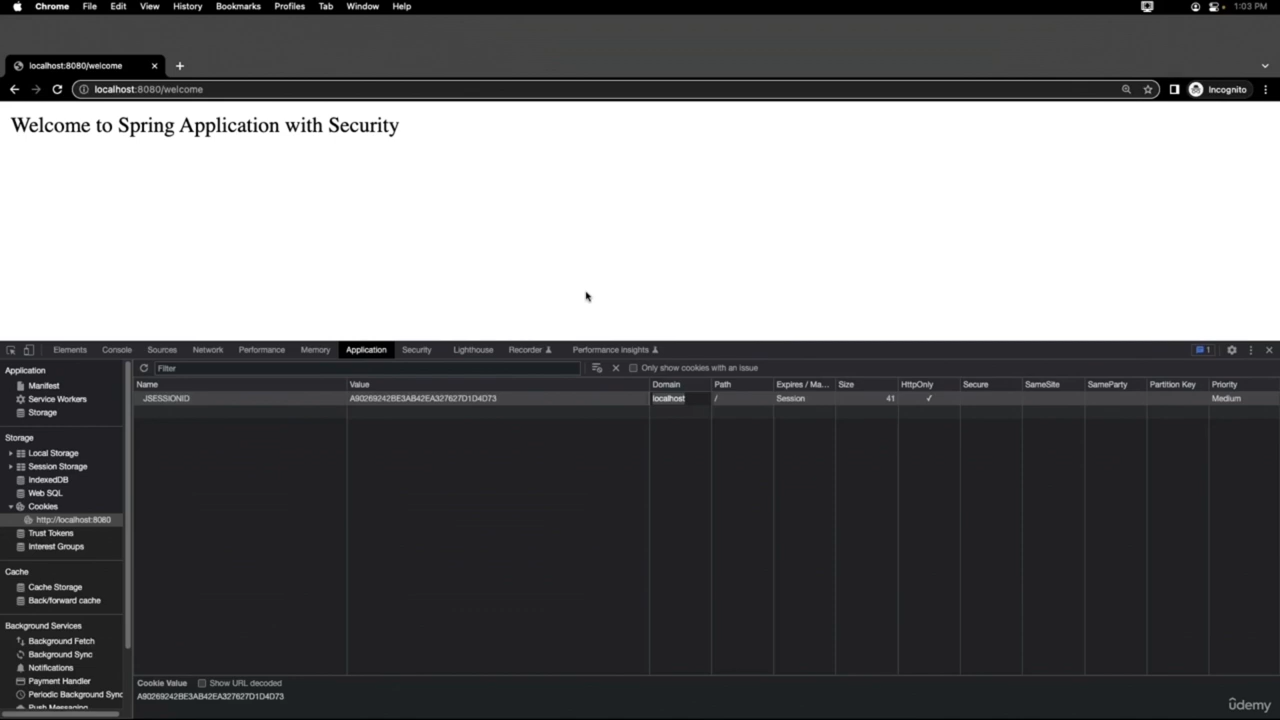 Chrome File Edit View History Bookmarks Profiles Tab Window Help 1:03 PM
localhost:8080/welcome
localhost:8080/welcome Incognito
Welcome to Spring Application with Security
Elements Console Sources Network Performance Memory Application Security Lighthouse Recorder Performance insights 1
Application
Manifest
Service Workers
Storage
Storage
Local Storage
Session Storage
IndexedDB
Web SQL
Cookies
http://localhost:8080
Trust Tokens
Interest Groups
Cache
Cache Storage
Back/forward cache
Background Services
Background Fetch
Background Sync
Notifications
Payment Handler
Periodic Background Sync
Push Messaging
Filter Only show cookies with an issue
Name Value Domain Path Expires / Ma... Size HttpOnly Secure SameSite SameParty Partition Key Priority
JSESSIONID A90269242BE3AB42EA327627D1D4D73 localhost / Session 41 ✓ Medium
Cookie Value Show URL decoded
A90269242BE3AB42EA327627D1D4D73
ûdemy